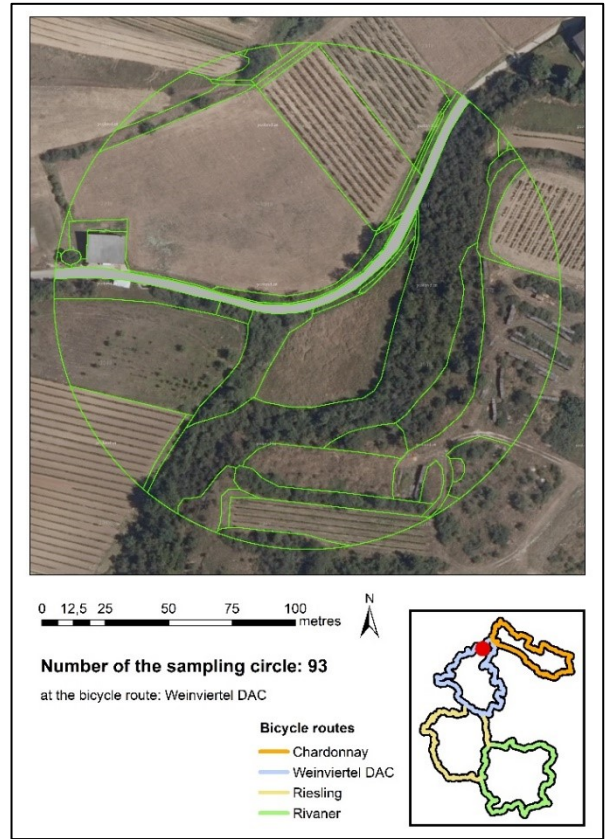 0 12,5 25 50 75 100
metres
N
Number of the sampling circle: 93
at the bicycle route: Weinviertel DAC
Bicycle routes
Chardonnay
Weinviertel DAC
Riesling
Rivaner